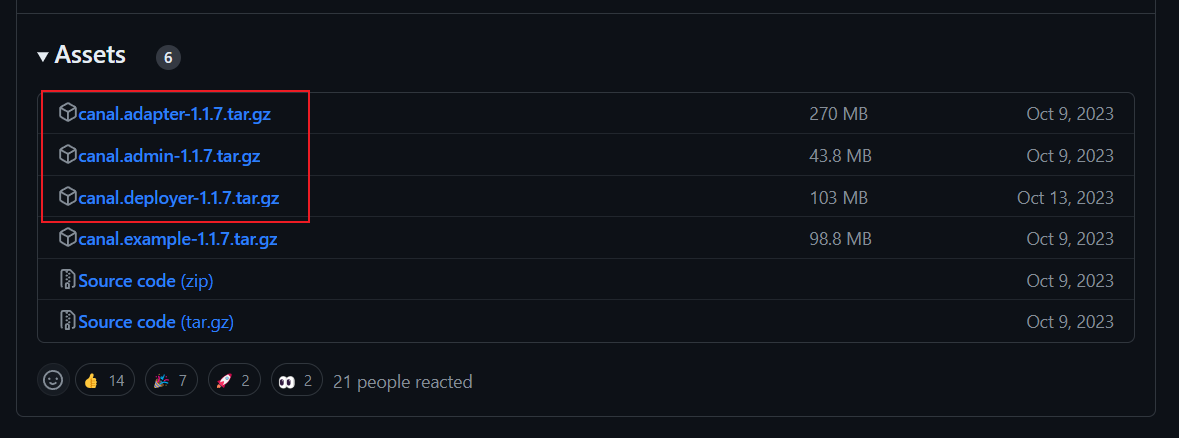 Assets 6
canal.adapter-1.1.7.tar.gz 270 MB Oct 9, 2023
canal.admin-1.1.7.tar.gz 43.8 MB Oct 9, 2023
canal.deployer-1.1.7.tar.gz 103 MB Oct 13, 2023
canal.example-1.1.7.tar.gz 98.8 MB Oct 9, 2023
Source code (zip) Oct 9, 2023
Source code (tar.gz) Oct 9, 2023
14 7 2 2 21 people reacted